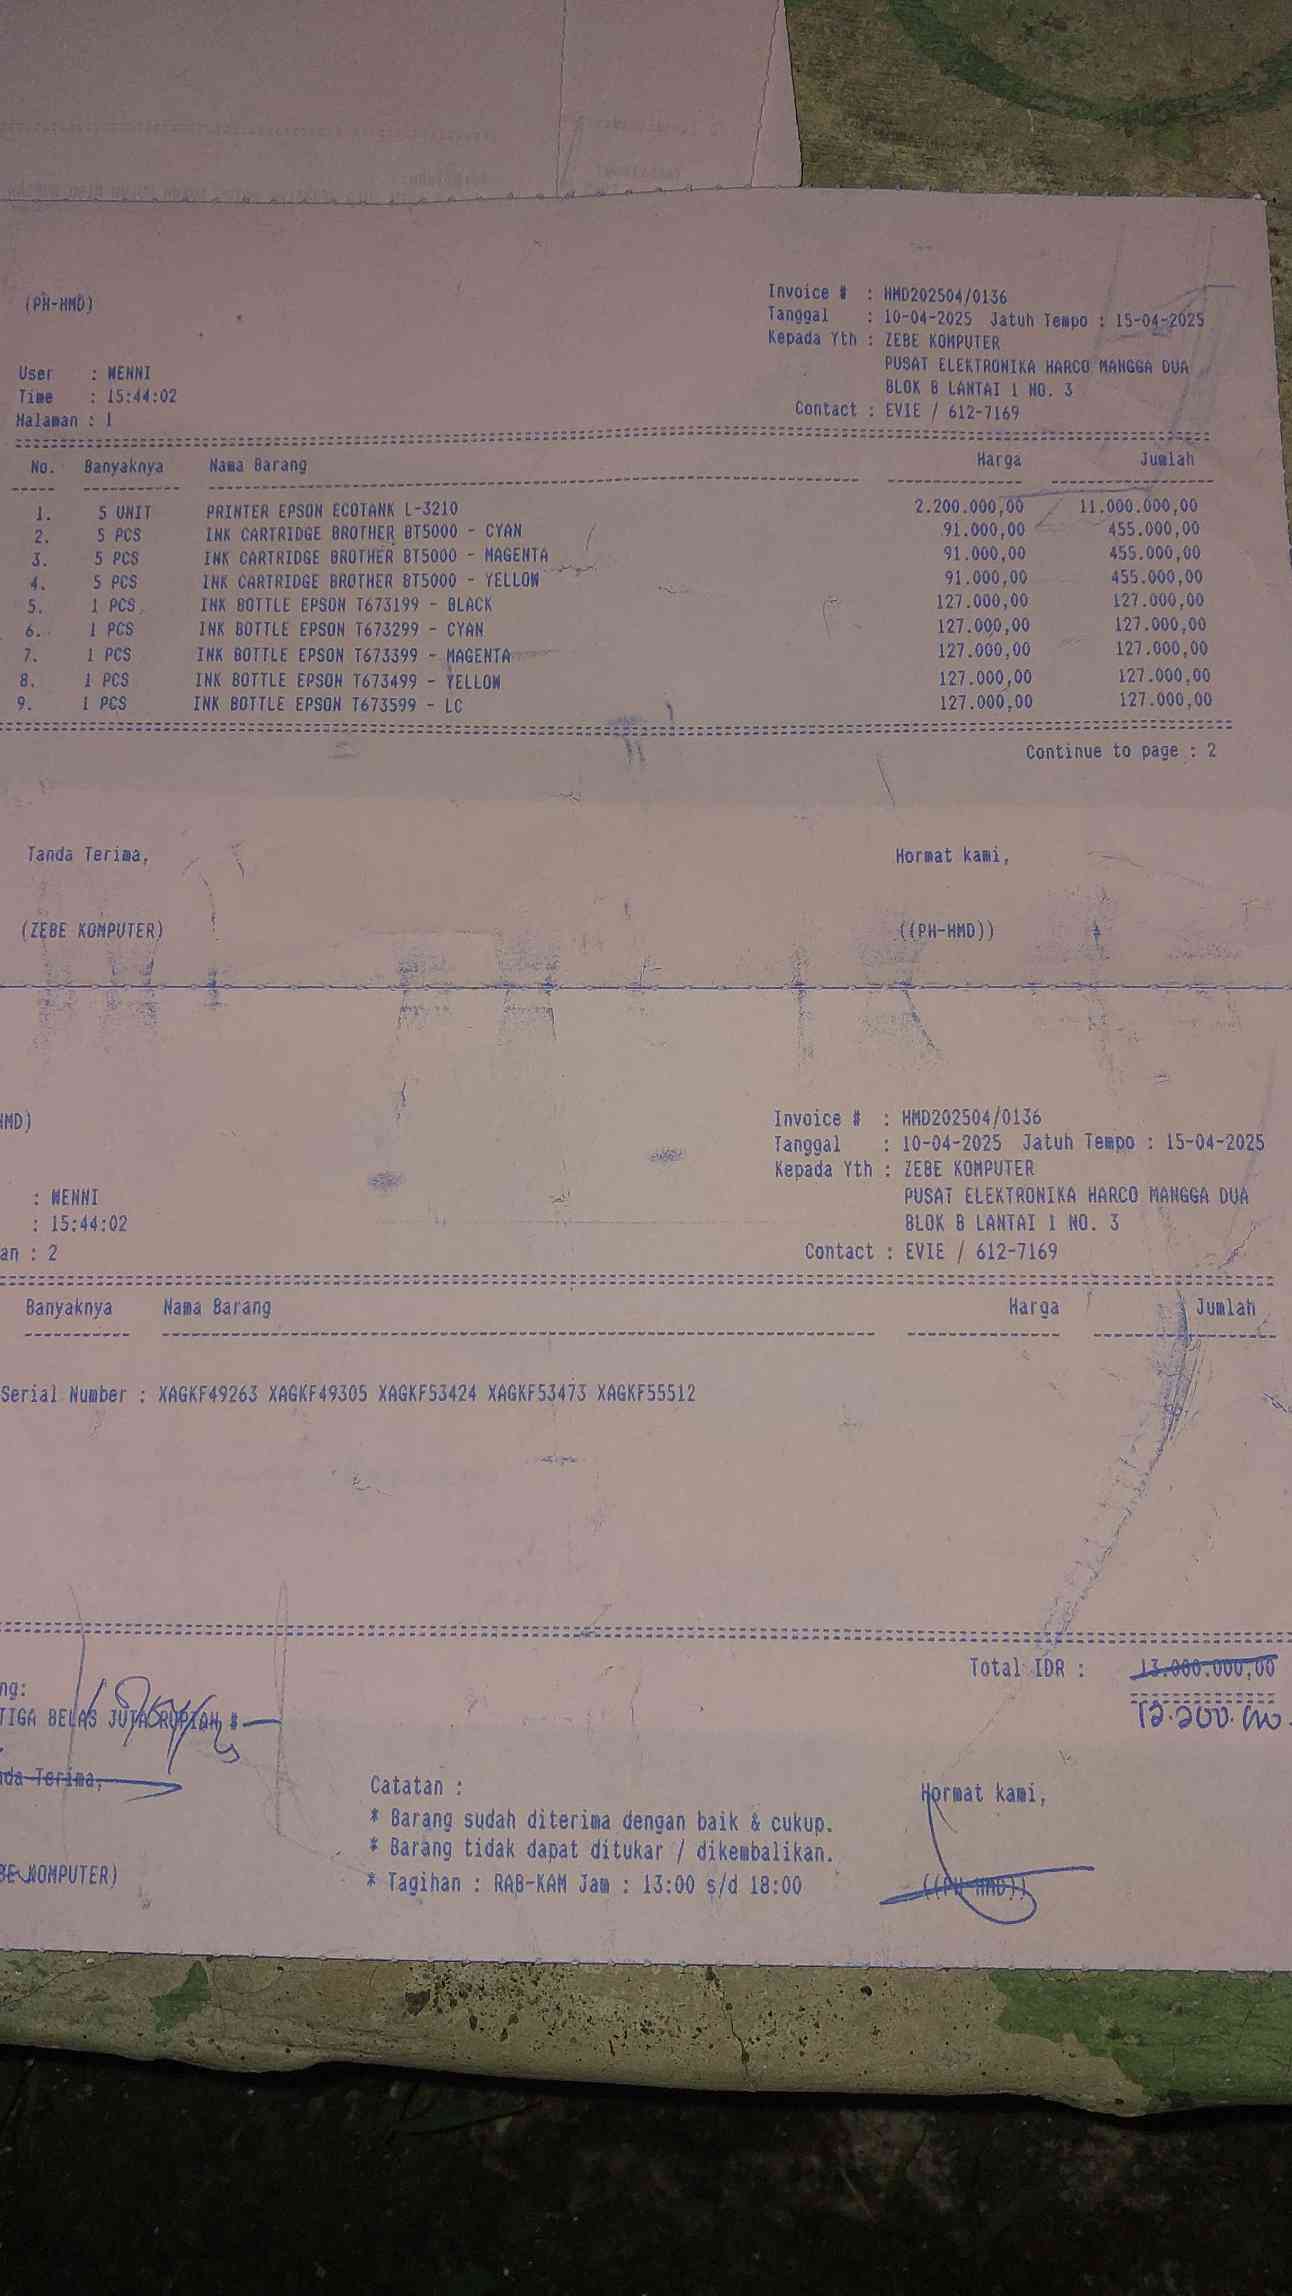 (PH-HMD)
Invoice # : HMD202504/0136
Tanggal : 10-04-2025 Jatuh Tempo : 15-04-2025
Kepada Yth : ZEBE KOMPUTER
PUSAT ELEKTRONIKA HARCO MANGGA DUA
BLOK B LANTAI 1 NO. 3
Contact : EVIE / 612-7169
User : WENNI
Time : 15:44:02
Halaman : 1
No. Banyaknya Nama Barang Harga Jumlah
1. 5 UNIT PRINTER EPSON ECOTANK L-3210 2.200.000,00 11.000.000,00
2. 5 PCS INK CARTRIDGE BROTHER BT5000 - CYAN 91.000,00 455.000,00
3. 5 PCS INK CARTRIDGE BROTHER BT5000 - MAGENTA 91.000,00 455.000,00
4. 5 PCS INK CARTRIDGE BROTHER BT5000 - YELLOW 91.000,00 455.000,00
5. 1 PCS INK BOTTLE EPSON T673199 - BLACK 127.000,00 127.000,00
6. 1 PCS INK BOTTLE EPSON T673299 - CYAN 127.000,00 127.000,00
7. 1 PCS INK BOTTLE EPSON T673399 - MAGENTA 127.000,00 127.000,00
8. 1 PCS INK BOTTLE EPSON T673499 - YELLOW 127.000,00 127.000,00
9. 1 PCS INK BOTTLE EPSON T673599 - LC 127.000,00 127.000,00
Continue to page : 2
Tanda Terima, Hormat kami,
(ZEBE KOMPUTER) ((PH-HMD))
HMD)
Invoice # : HMD202504/0136
Tanggal : 10-04-2025 Jatuh Tempo : 15-04-2025
Kepada Yth : ZEBE KOMPUTER
PUSAT ELEKTRONIKA HARCO MANGGA DUA
BLOK B LANTAI 1 NO. 3
Contact : EVIE / 612-7169
: WENNI
: 15:44:02
an : 2
Banyaknya Nama Barang Harga Jumlah
Serial Number : XAGKF49263 XAGKF49305 XAGKF53424 XAGKF53473 XAGKF55512
Total IDR : 13.000.000,00
ng:
TIGA BELAS JUTA RUPIAH #
da Terima,
Catatan :
Hormat kami,
* Barang sudah diterima dengan baik & cukup.
* Barang tidak dapat ditukar / dikembalikan.
* Tagihan : RAB-KAM Jam : 13:00 s/d 18:00
BE KOMPUTER) ((PH-HMD))